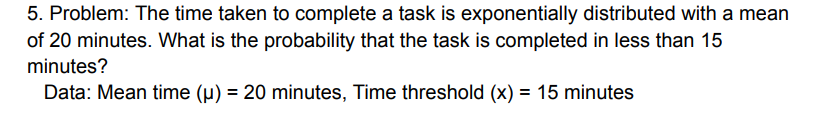 5. Problem: The time taken to complete a task is exponentially distributed with a mean
of 20 minutes. What is the probability that the task is completed in less than 15
minutes?
Data: Mean time (μ) = 20 minutes, Time threshold (x) = 15 minutes